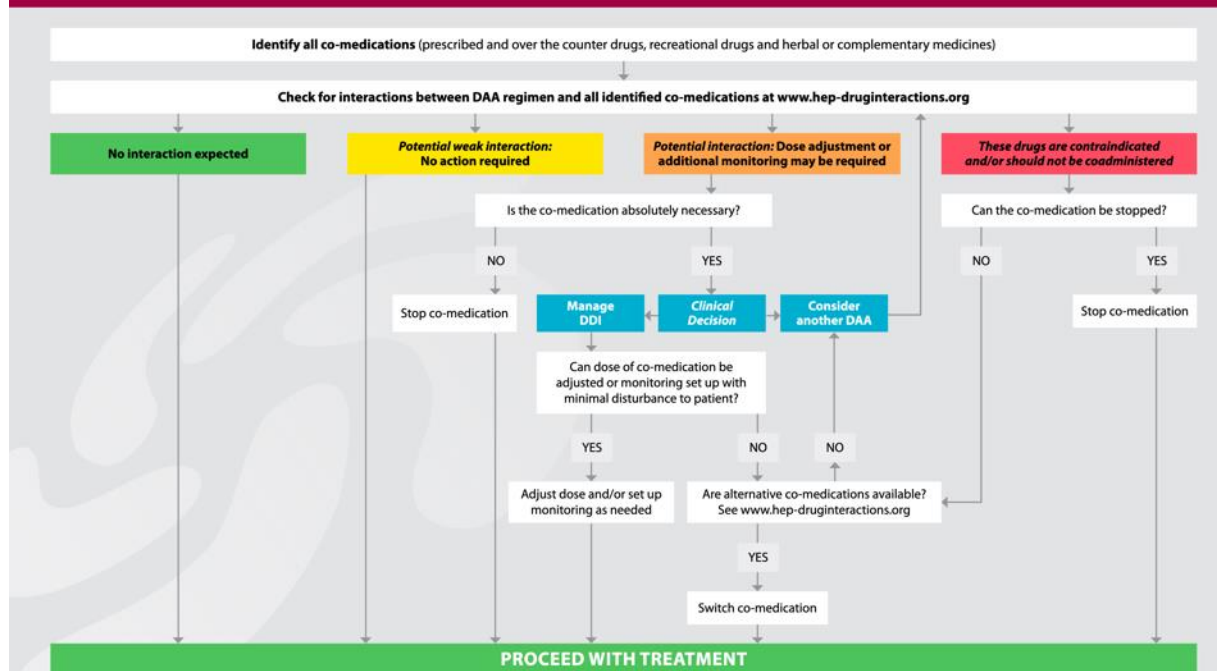 Identify all co-medications (prescribed and over the counter drugs, recreational drugs and herbal or complementary medicines)
Check for interactions between DAA regimen and all identified co-medications at www.hep-druginteractions.org
No interaction expected
Potential weak interaction:
No action required
Potential interaction: Dose adjustment or
additional monitoring may be required
These drugs are contraindicated
and/or should not be coadministered
Is the co-medication absolutely necessary?
Can the co-medication be stopped?
NO
YES
NO
YES
Stop co-medication
Manage
DDI
Clinical
Decision
Consider
another DAA
Stop co-medication
Can dose of co-medication be
adjusted or monitoring set up with
minimal disturbance to patient?
YES
NO
NO
Adjust dose and/or set up
monitoring as needed
Are alternative co-medications available?
See www.hep-druginteractions.org
YES
Switch co-medication
PROCEED WITH TREATMENT